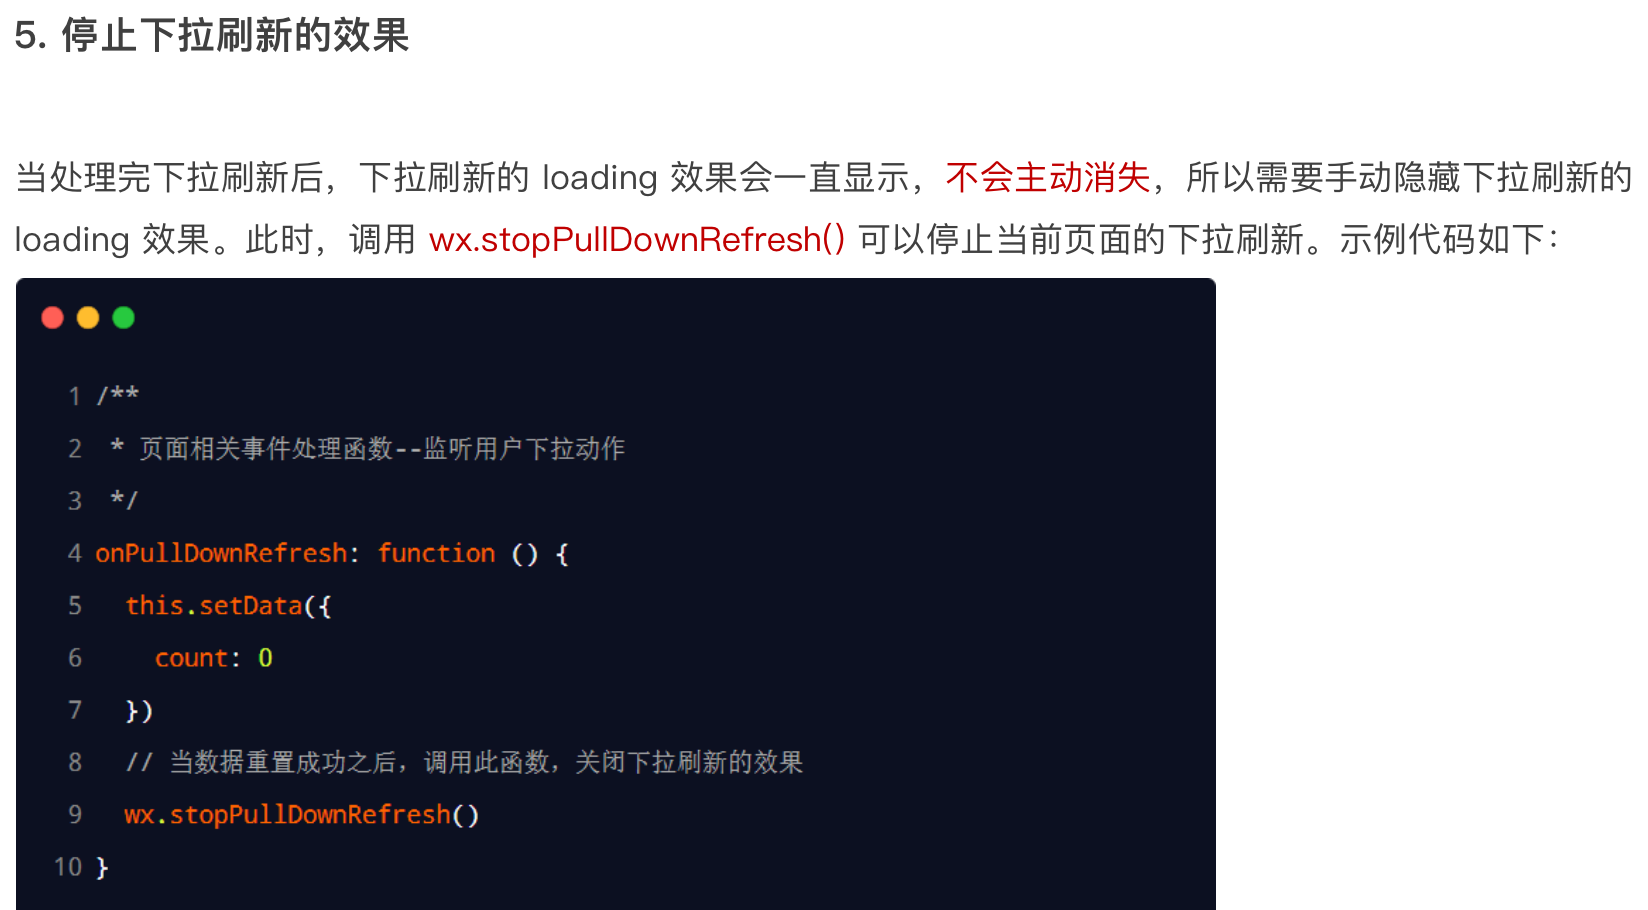 5. 停止下拉刷新的效果
当处理完下拉刷新后，下拉刷新的 loading 效果会一直显示，不会主动消失，所以需要手动隐藏下拉刷新的
loading 效果。此时，调用 wx.stopPullDownRefresh() 可以停止当前页面的下拉刷新。示例代码如下：
1 /**
2  * 页面相关事件处理函数--监听用户下拉动作
3  */
4 onPullDownRefresh: function () {
5   this.setData({
6     count: 0
7   })
8   // 当数据重置成功之后，调用此函数，关闭下拉刷新的效果
9   wx.stopPullDownRefresh()
10 }